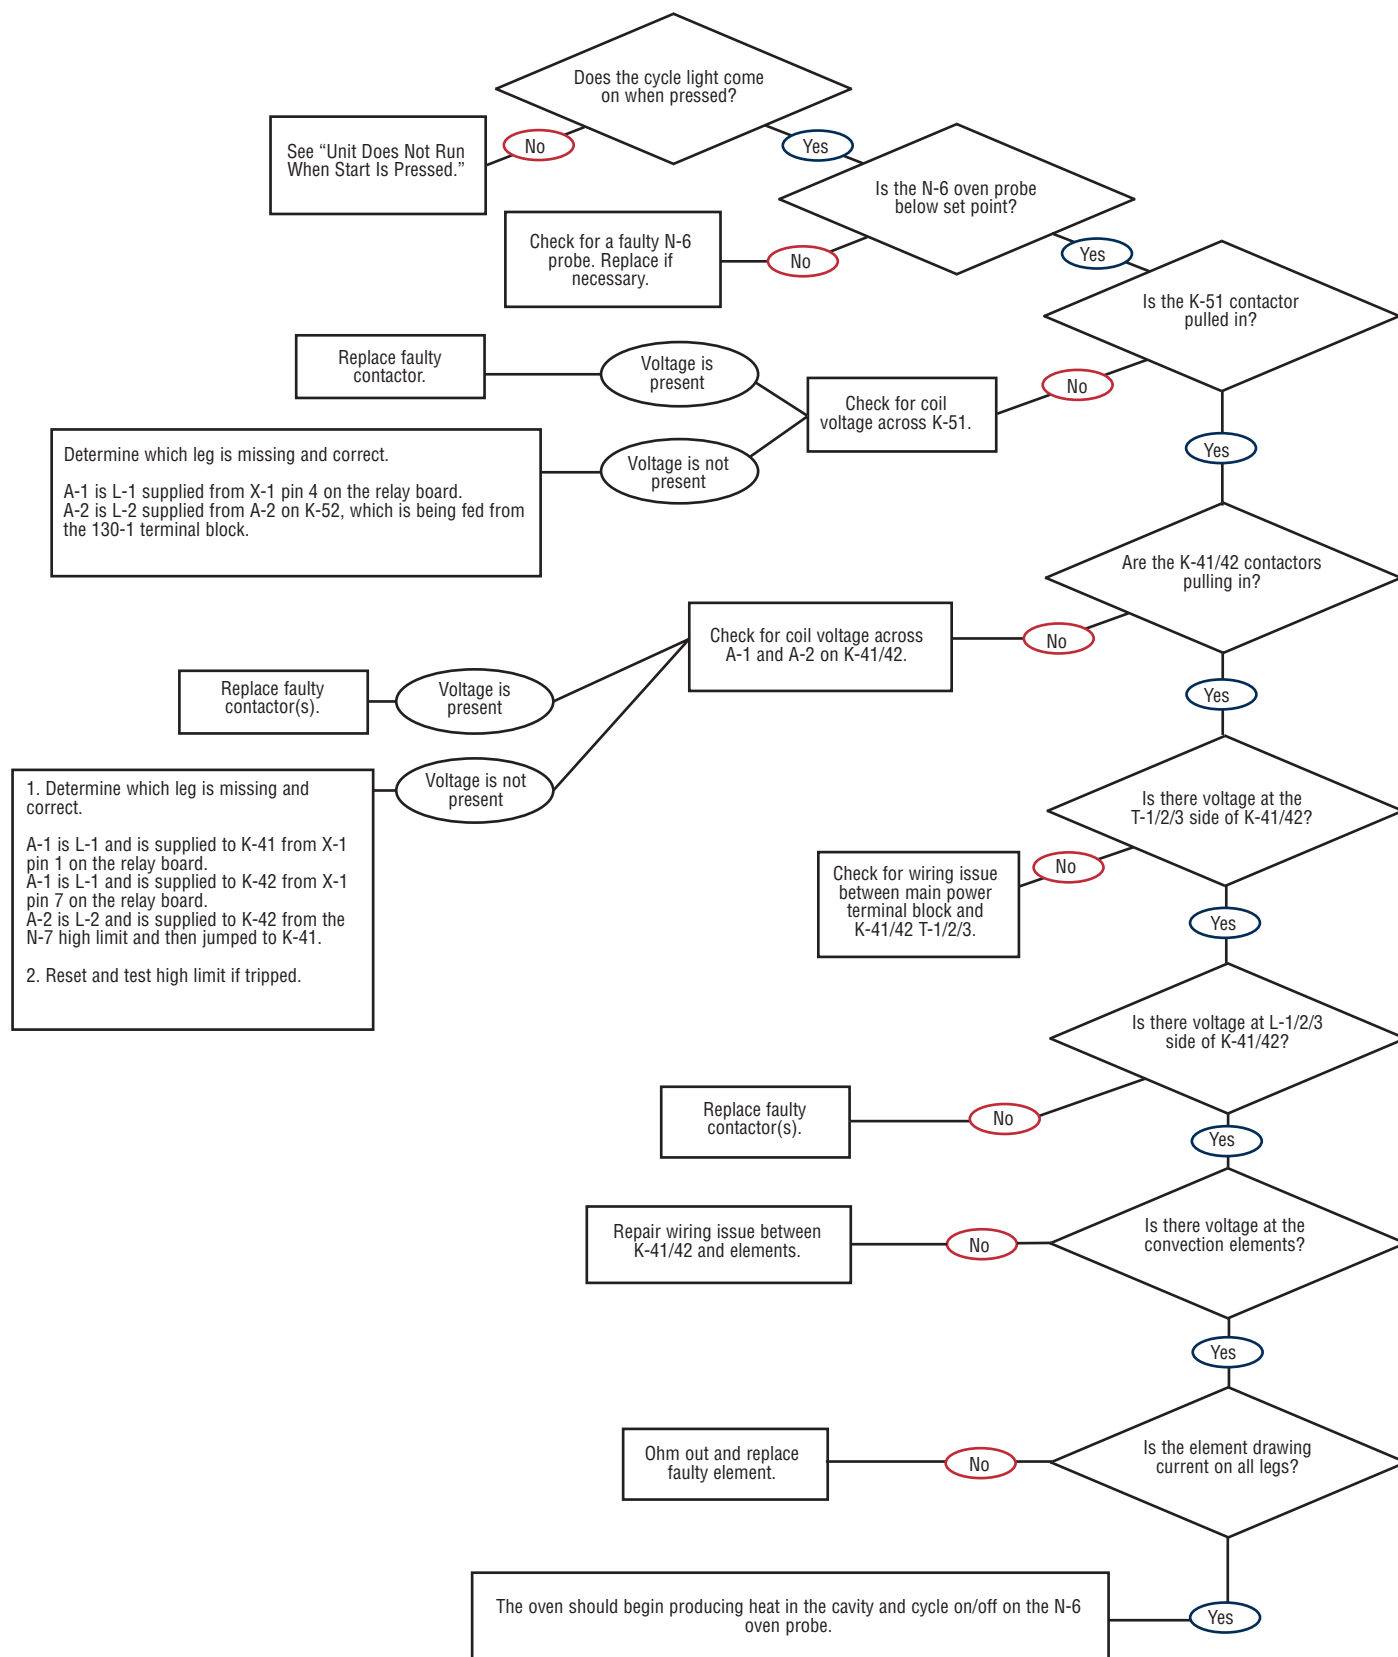 Does the cycle light come
on when pressed?
No
Yes
See “Unit Does Not Run
When Start Is Pressed.”
Is the N-6 oven probe
below set point?
No
Yes
Check for a faulty N-6
probe. Replace if
necessary.
Is the K-51 contactor
pulled in?
No
Yes
Check for coil
voltage across K-51.
Voltage is
present
Replace faulty
contactor.
Voltage is not
present
Determine which leg is missing and correct.
A-1 is L-1 supplied from X-1 pin 4 on the relay board.
A-2 is L-2 supplied from A-2 on K-52, which is being fed from
the 130-1 terminal block.
Are the K-41/42 contactors
pulling in?
No
Yes
Check for coil voltage across
A-1 and A-2 on K-41/42.
Voltage is
present
Replace faulty
contactor(s).
Voltage is not
present
1. Determine which leg is missing and
correct.
A-1 is L-1 and is supplied to K-41 from X-1
pin 1 on the relay board.
A-1 is L-1 and is supplied to K-42 from X-1
pin 7 on the relay board.
A-2 is L-2 and is supplied to K-42 from the
N-7 high limit and then jumped to K-41.
2. Reset and test high limit if tripped.
Is there voltage at the
T-1/2/3 side of K-41/42?
No
Yes
Check for wiring issue
between main power
terminal block and
K-41/42 T-1/2/3.
Is there voltage at L-1/2/3
side of K-41/42?
No
Yes
Replace faulty
contactor(s).
Is there voltage at the
convection elements?
No
Yes
Repair wiring issue between
K-41/42 and elements.
Is the element drawing
current on all legs?
No
Yes
Ohm out and replace
faulty element.
The oven should begin producing heat in the cavity and cycle on/off on the N-6
oven probe.